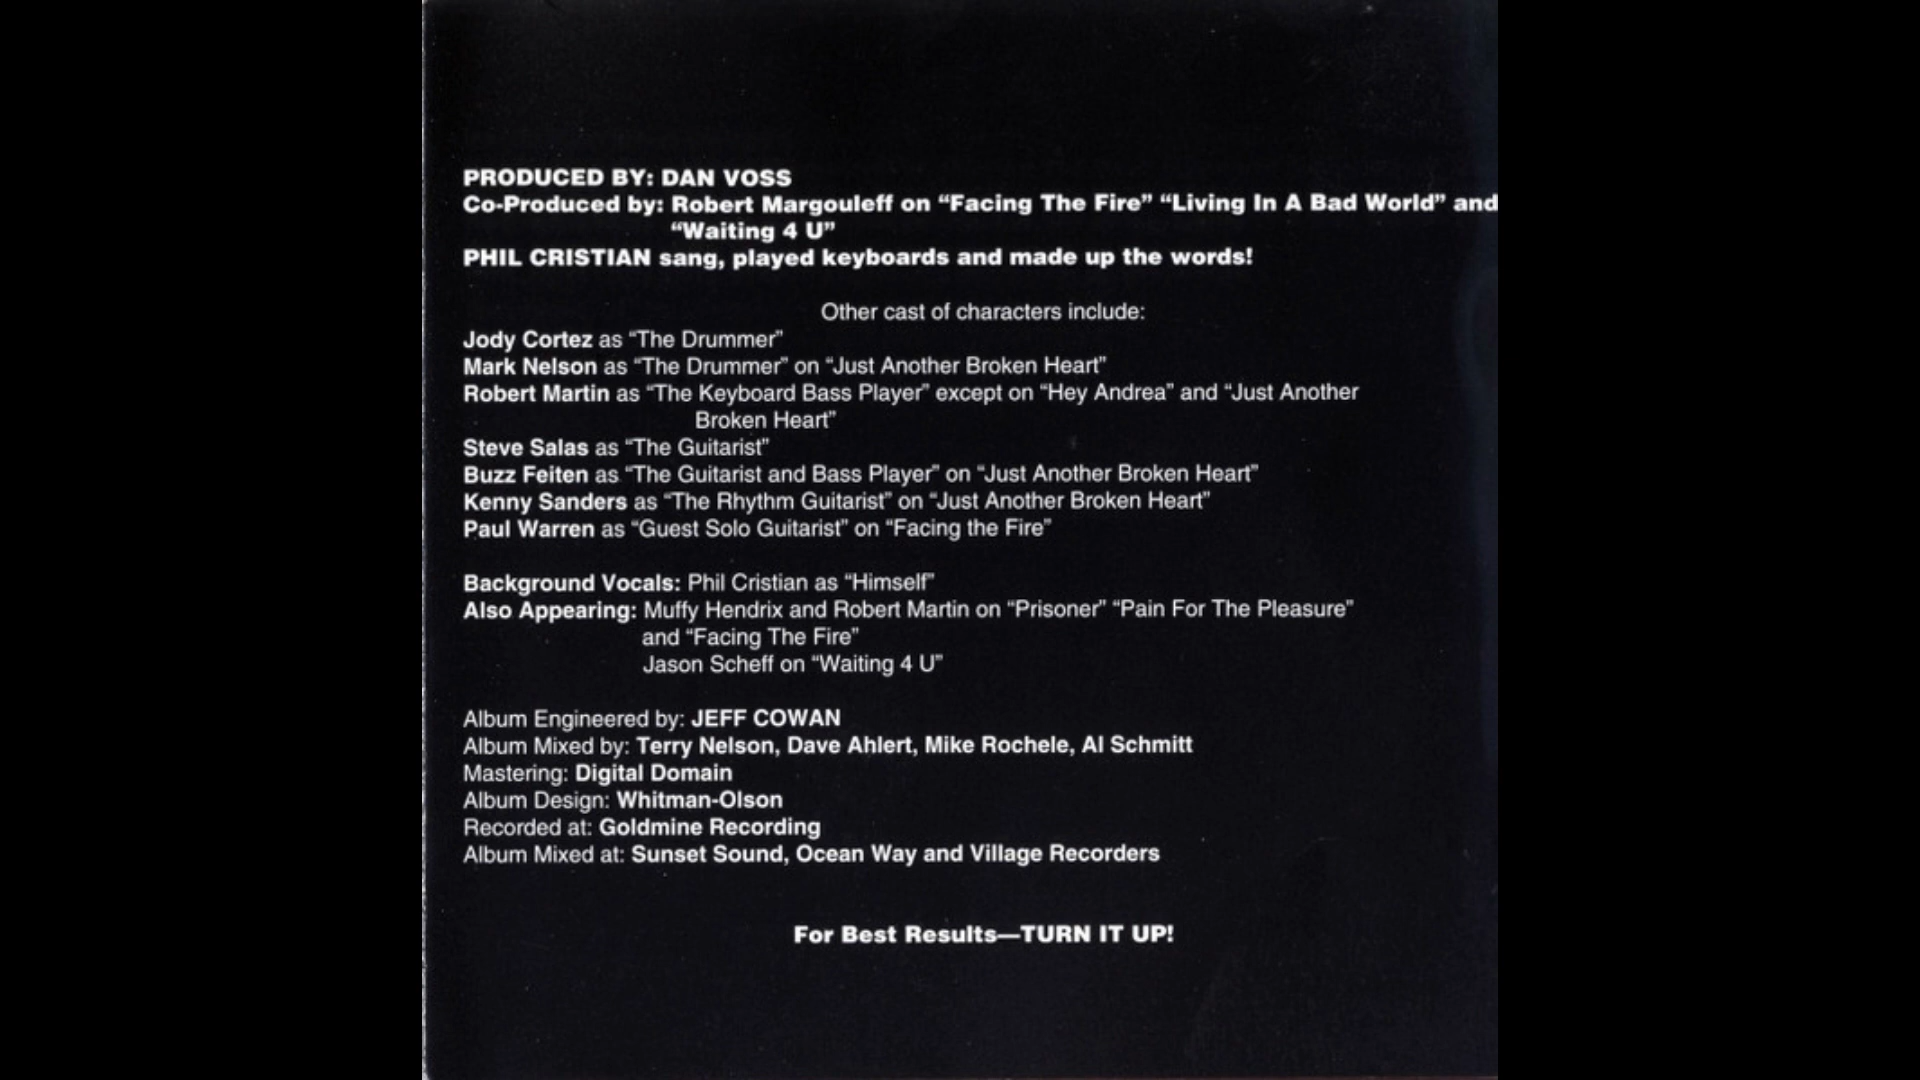 PRODUCED BY: DAN VOSS
Co-Produced by: Robert Margouleff on “Facing The Fire” “Living In A Bad World” and
“Waiting 4 U”
PHIL CRISTIAN sang, played keyboards and made up the words!
Other cast of characters include:
Jody Cortez as “The Drummer”
Mark Nelson as “The Drummer” on “Just Another Broken Heart”
Robert Martin as “The Keyboard Bass Player” except on “Hey Andrea” and “Just Another
Broken Heart”
Steve Salas as “The Guitarist”
Buzz Feiten as “The Guitarist and Bass Player” on “Just Another Broken Heart”
Kenny Sanders as “The Rhythm Guitarist” on “Just Another Broken Heart”
Paul Warren as “Guest Solo Guitarist” on “Facing the Fire”
Background Vocals: Phil Cristian as “Himself”
Also Appearing: Muffy Hendrix and Robert Martin on “Prisoner” “Pain For The Pleasure”
and “Facing The Fire”
Jason Scheff on “Waiting 4 U”
Album Engineered by: JEFF COWAN
Album Mixed by: Terry Nelson, Dave Ahlert, Mike Rochele, Al Schmitt
Mastering: Digital Domain
Album Design: Whitman-Olson
Recorded at: Goldmine Recording
Album Mixed at: Sunset Sound, Ocean Way and Village Recorders
For Best Results—TURN IT UP!